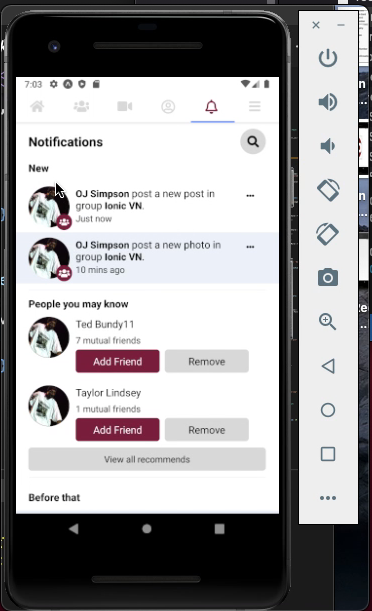 7:03
Notifications
New
OJ Simpson post a new post in
group Ionic VN.
Just now
OJ Simpson post a new photo in
group Ionic VN.
10 mins ago
People you may know
Ted Bundy11
7 mutual friends
Add Friend
Remove
Taylor Lindsey
1 mutual friends
Add Friend
Remove
View all recommends
Before that